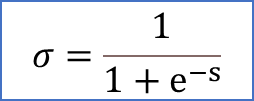 σ = 1 / (1 + e⁻ˢ)